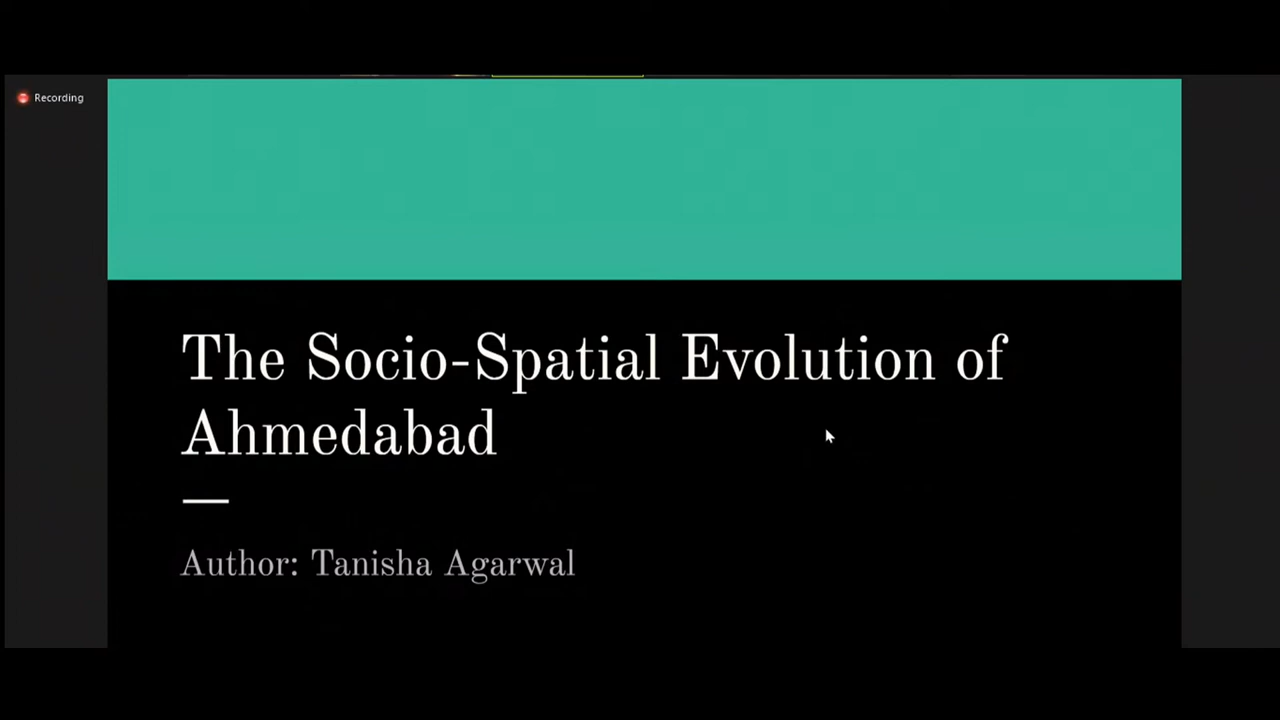 Recording
The Socio-Spatial Evolution of
Ahmedabad
Author: Tanisha Agarwal